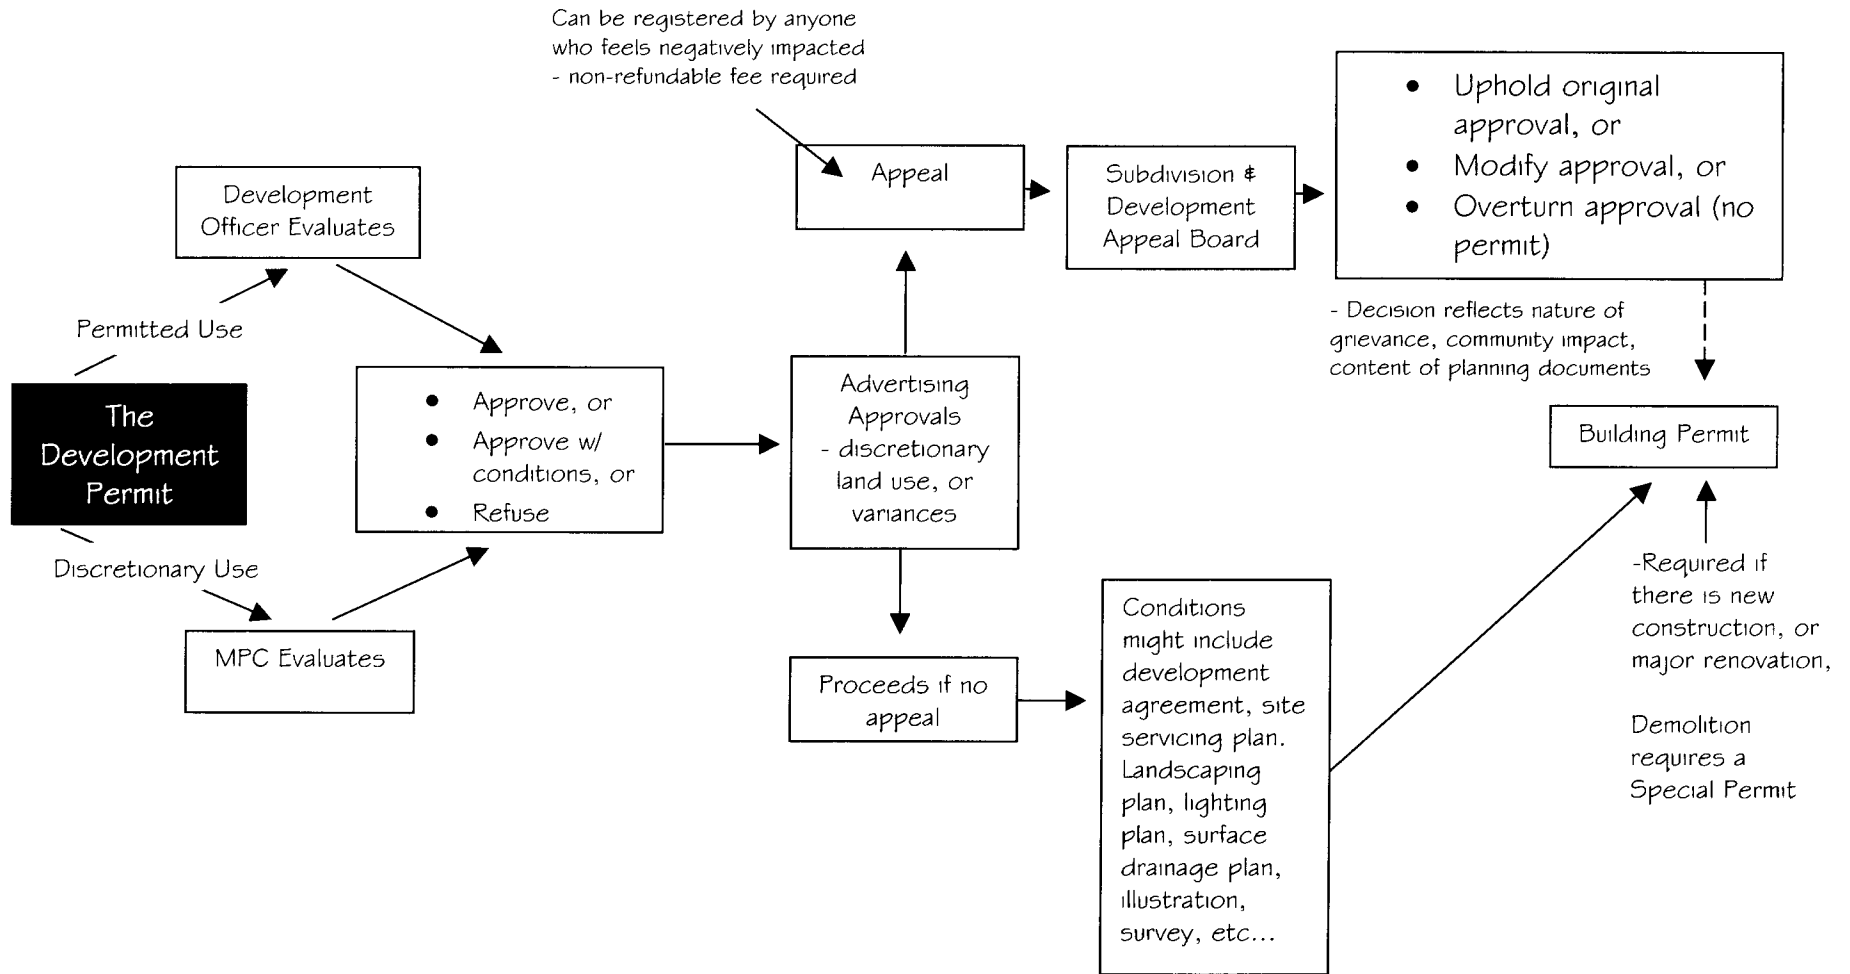 Can be registered by anyone
who feels negatively impacted
- non-refundable fee required
• Uphold original
approval, or
• Modify approval, or
• Overturn approval (no
permit)
Appeal
Subdivision &
Development
Appeal Board
Development
Officer Evaluates
Permitted Use
- Decision reflects nature of
grievance, community impact,
content of planning documents
The
Development
Permit
• Approve, or
• Approve w/
conditions, or
• Refuse
Advertising
Approvals
- discretionary
land use, or
variances
Building Permit
Discretionary Use
MPC Evaluates
Proceeds if no
appeal
Conditions
might include
development
agreement, site
servicing plan.
Landscaping
plan, lighting
plan, surface
drainage plan,
illustration,
survey, etc...
-Required if
there is new
construction, or
major renovation,
Demolition
requires a
Special Permit